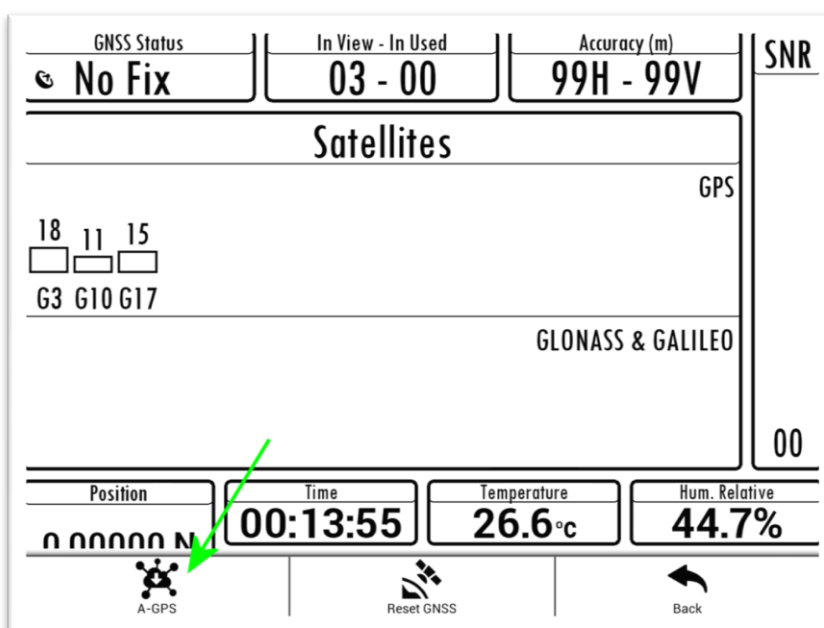 GNSS Status In View - In Used Accuracy (m) SNR
No Fix 03 - 00 99H - 99V
Satellites
GPS
18 11 15
G3 G10 G17
GLONASS & GALILEO
00
Position Time Temperature Hum. Relative
0.00000 N 00:13:55 26.6°C 44.7%
A-GPS Reset GNSS Back